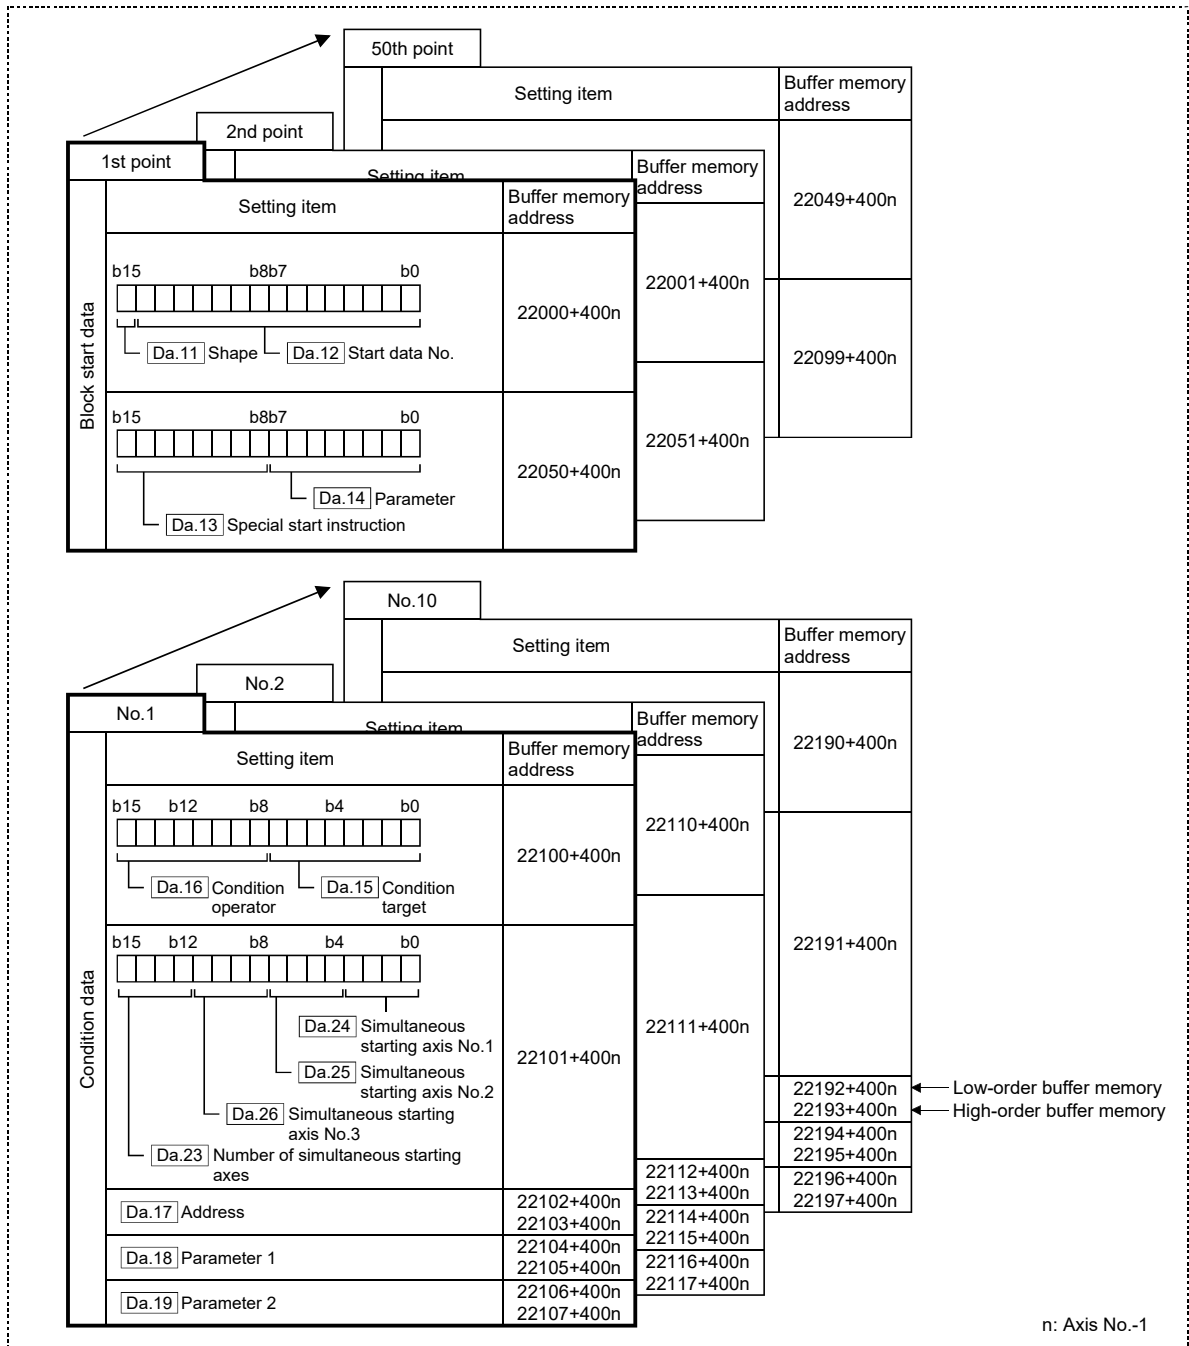 50th point
Setting item
Buffer memory
address
2nd point
22049+400n
22099+400n
Setting item
Buffer memory
address
22001+400n
22051+400n
1st point
Block start data
Setting item
Buffer memory
address
b15 b8b7 b0
Da.11 Shape Da.12 Start data No.
22000+400n
b15 b8b7 b0
Da.14 Parameter
Da.13 Special start instruction
22050+400n
No.10
Setting item
Buffer memory
address
22190+400n
22191+400n
22192+400n Low-order buffer memory
22193+400n High-order buffer memory
22194+400n
22195+400n
22196+400n
22197+400n
No.2
Setting item
Buffer memory
address
22110+400n
22111+400n
22112+400n
22113+400n
22114+400n
22115+400n
22116+400n
22117+400n
No.1
Condition data
Setting item
Buffer memory
address
b15 b12 b8 b4 b0
Da.16 Condition
operator
Da.15 Condition
target
22100+400n
b15 b12 b8 b4 b0
Da.24 Simultaneous
starting axis No.1
Da.25 Simultaneous
starting axis No.2
Da.26 Simultaneous starting
axis No.3
Da.23 Number of simultaneous starting
axes
22101+400n
Da.17 Address
22102+400n
22103+400n
Da.18 Parameter 1
22104+400n
22105+400n
Da.19 Parameter 2
22106+400n
22107+400n
n: Axis No.-1